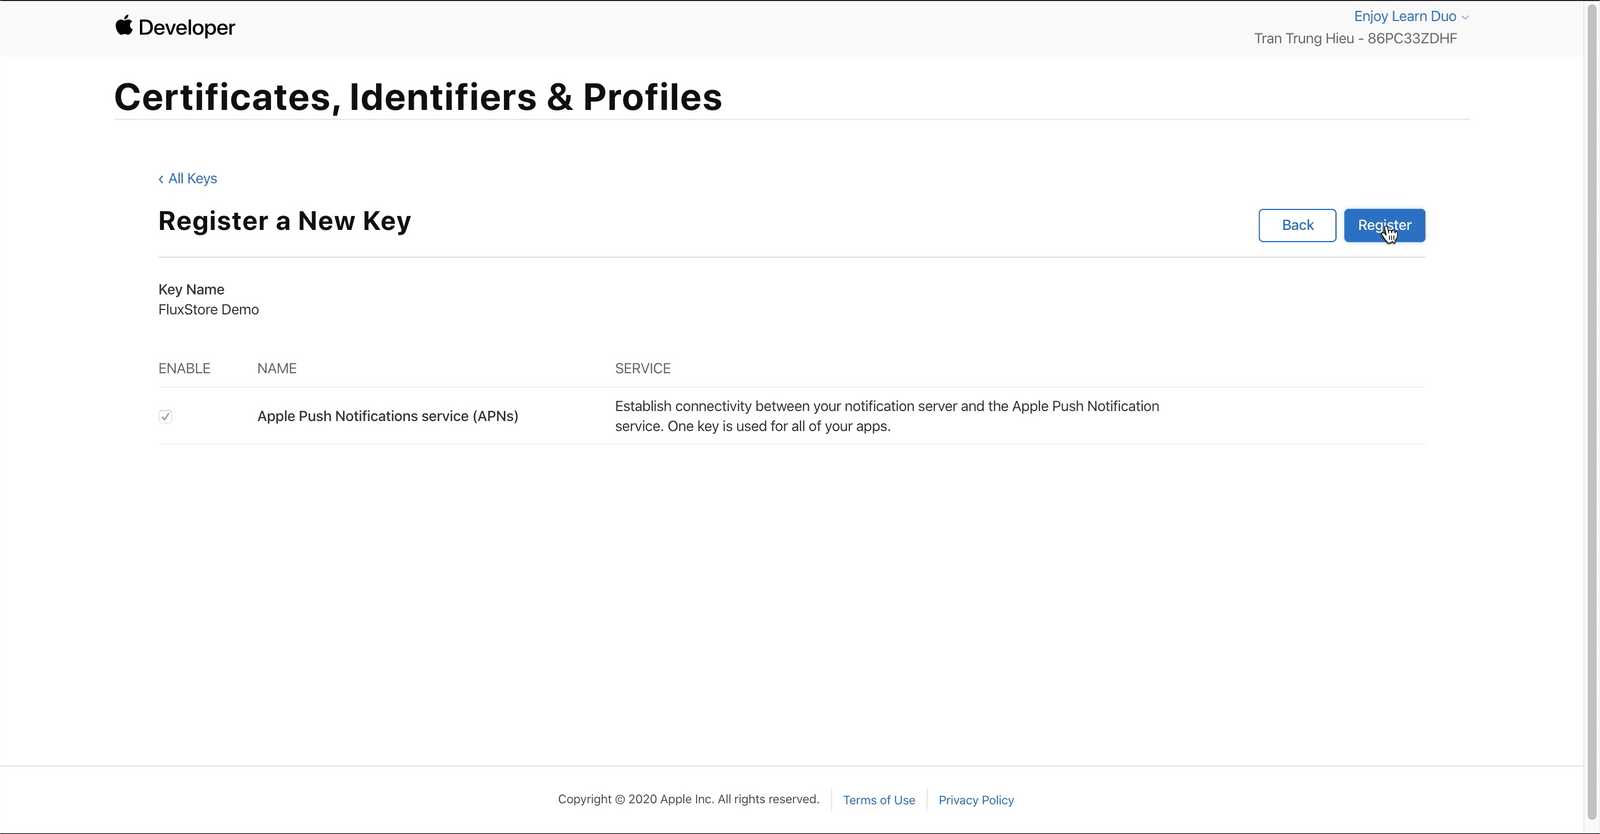 Developer
Enjoy Learn Duo
Tran Trung Hieu - 86PC33ZDHF
Certificates, Identifiers & Profiles
‹ All Keys
Register a New Key
Back
Register
Key Name
FluxStore Demo
ENABLE NAME SERVICE
Apple Push Notifications service (APNs)
Establish connectivity between your notification server and the Apple Push Notification
service. One key is used for all of your apps.
Copyright © 2020 Apple Inc. All rights reserved. Terms of Use Privacy Policy